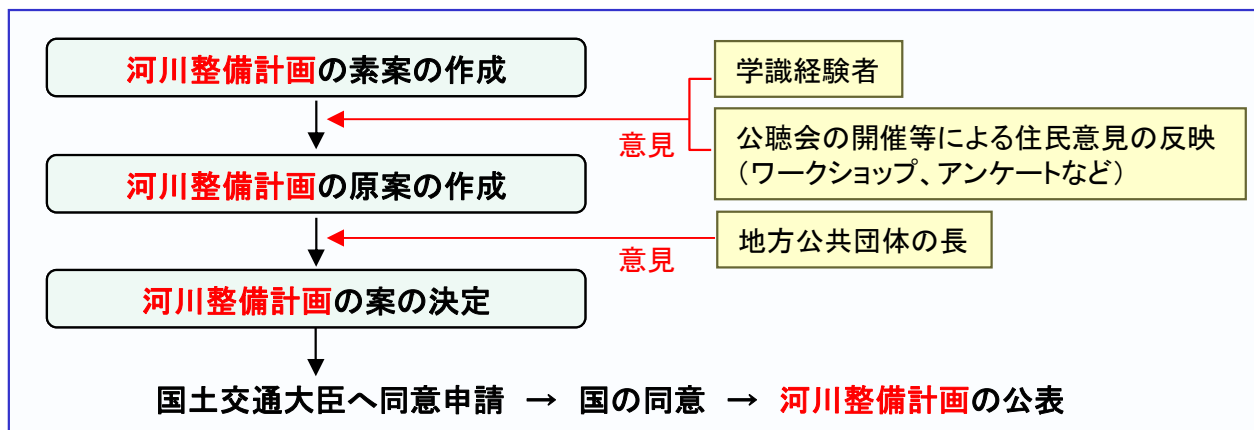 河川整備計画の素案の作成
学識経験者
意見
公聴会の開催等による住民意見の反映
(ワークショップ、アンケートなど)
河川整備計画の原案の作成
地方公共団体の長
意見
河川整備計画の案の決定
国土交通大臣へ同意申請 → 国の同意 → 河川整備計画の公表